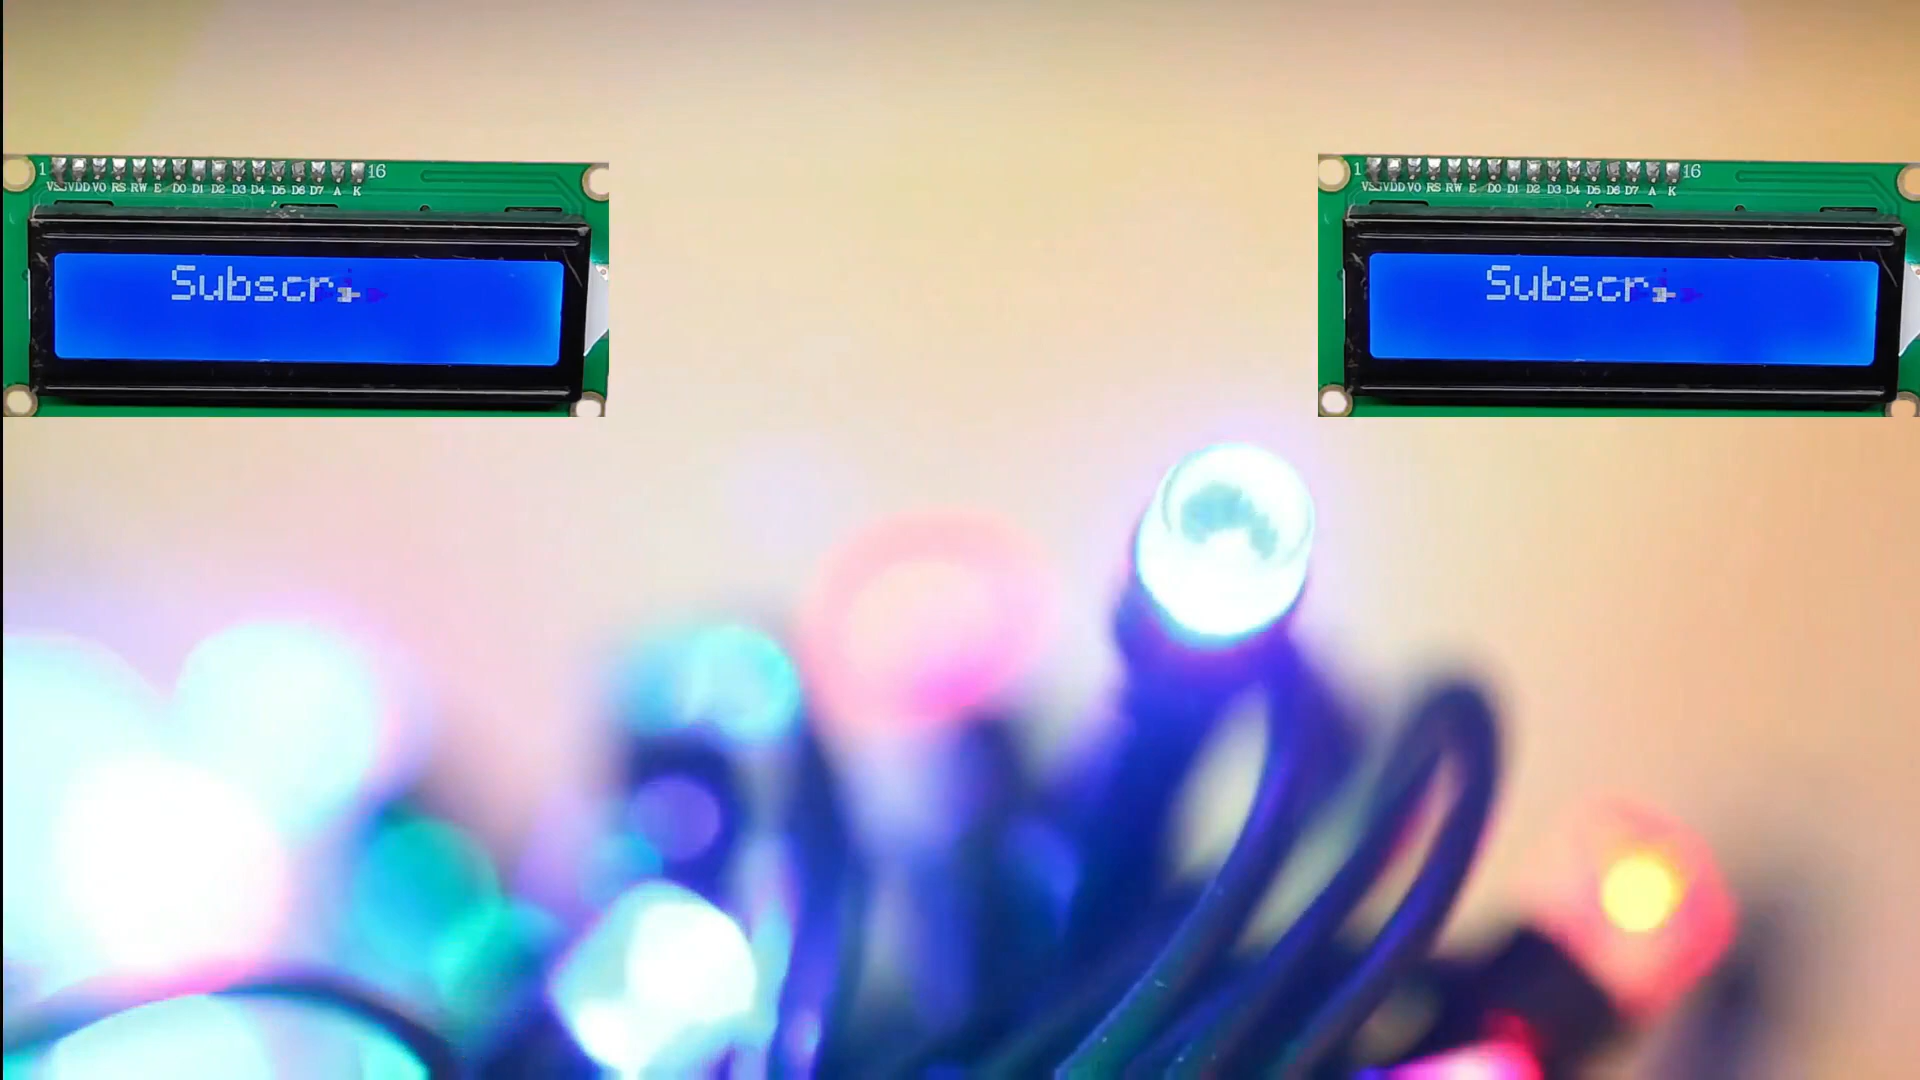 1 16
VSS VDD VO RS RW E D0 D1 D2 D3 D4 D5 D6 D7 A K
Subscr
1 16
VSS VDD VO RS RW E D0 D1 D2 D3 D4 D5 D6 D7 A K
Subscr